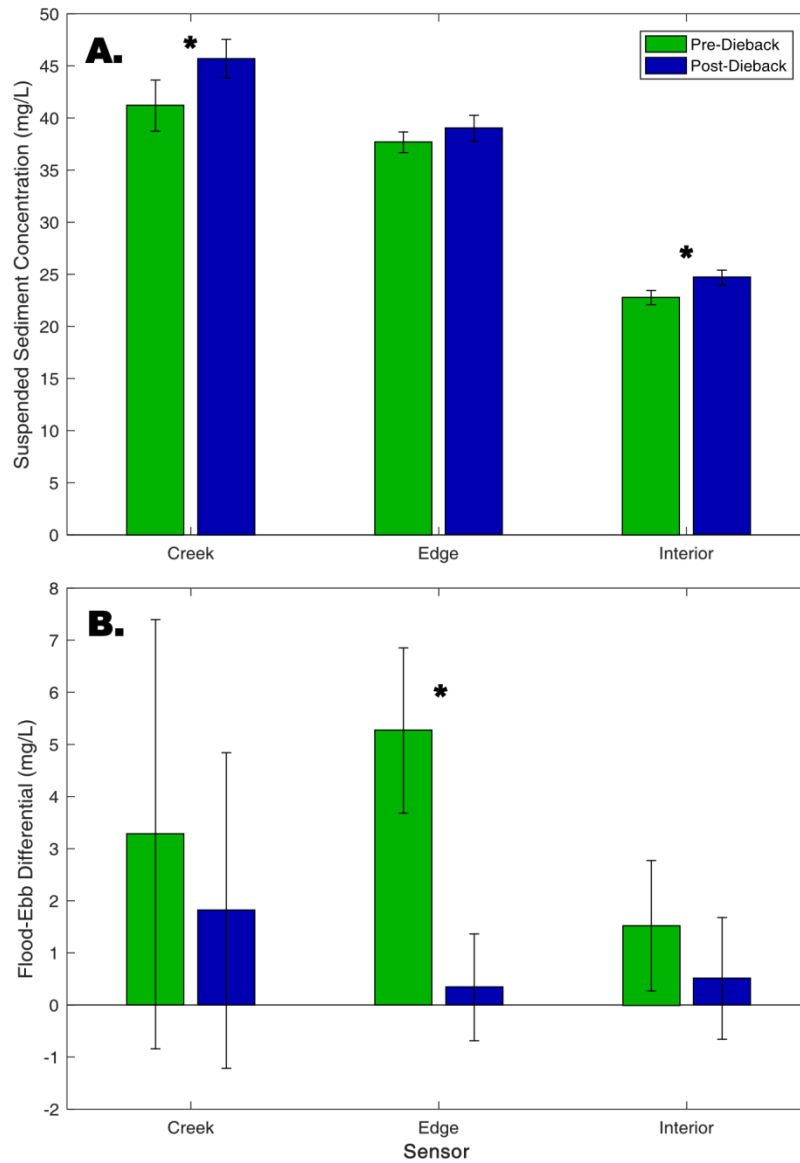 A.
*
*
Pre-Dieback
Post-Dieback
Suspended Sediment Concentration (mg/L)
50
45
40
35
30
25
20
15
10
5
0
Creek Edge Interior
B.
*
Flood-Ebb Differential (mg/L)
8
7
6
5
4
3
2
1
0
-1
-2
Creek Edge Interior
Sensor